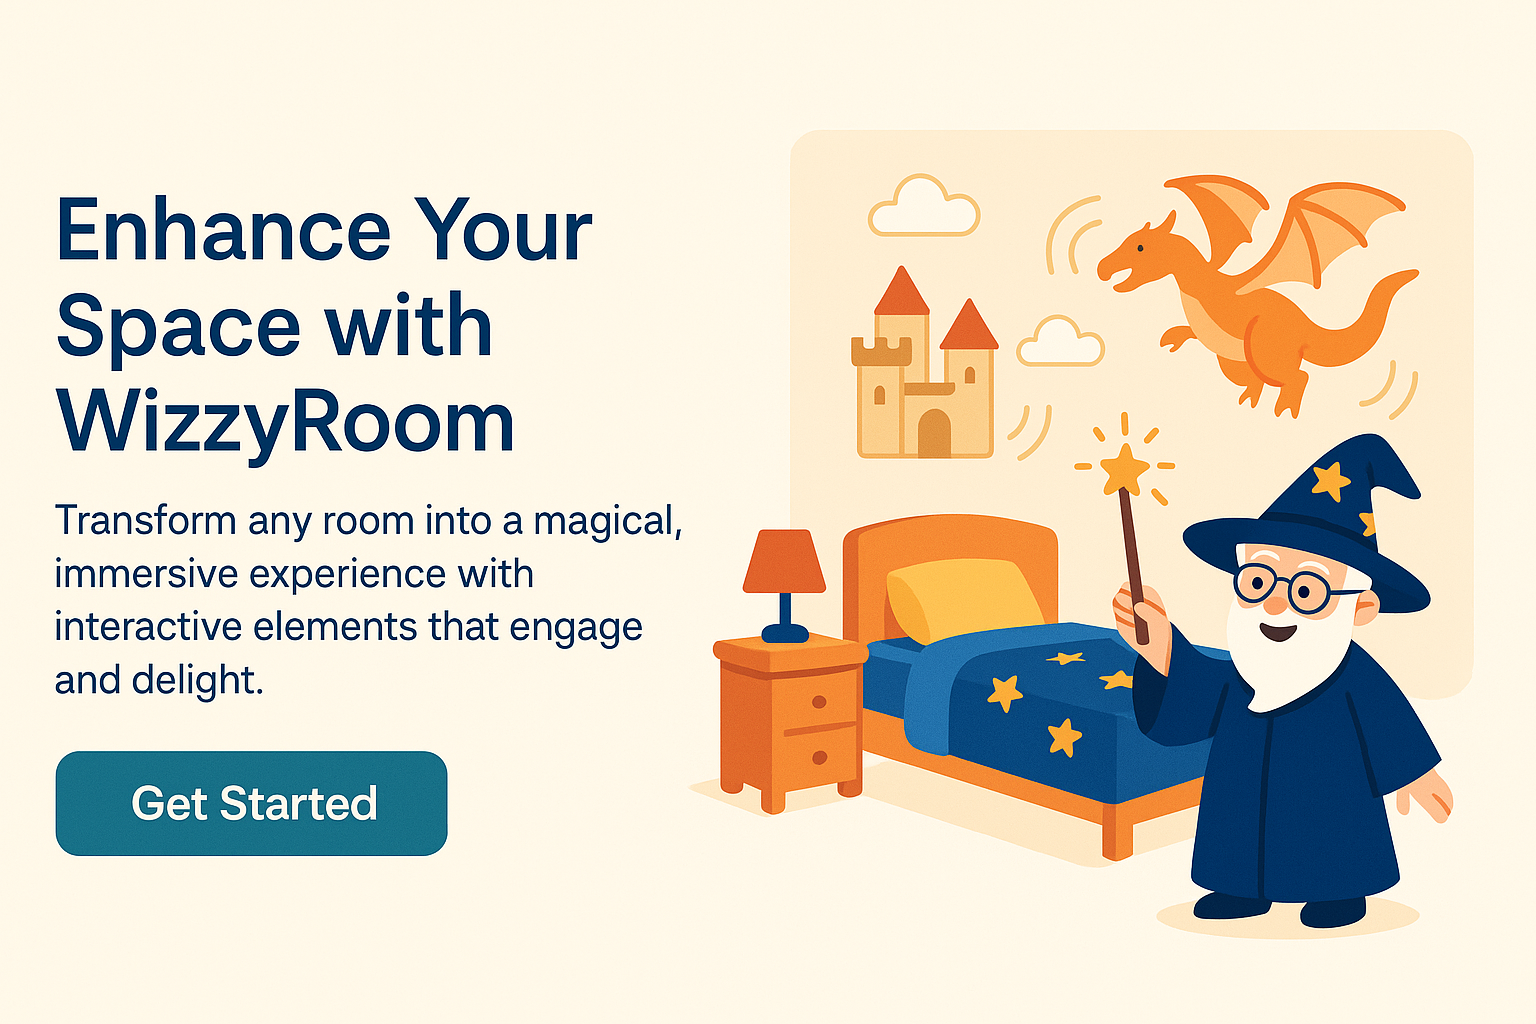 Enhance Your
Space with
WizzyRoom
Transform any room into a magical,
immersive experience with
interactive elements that engage
and delight.
Get Started